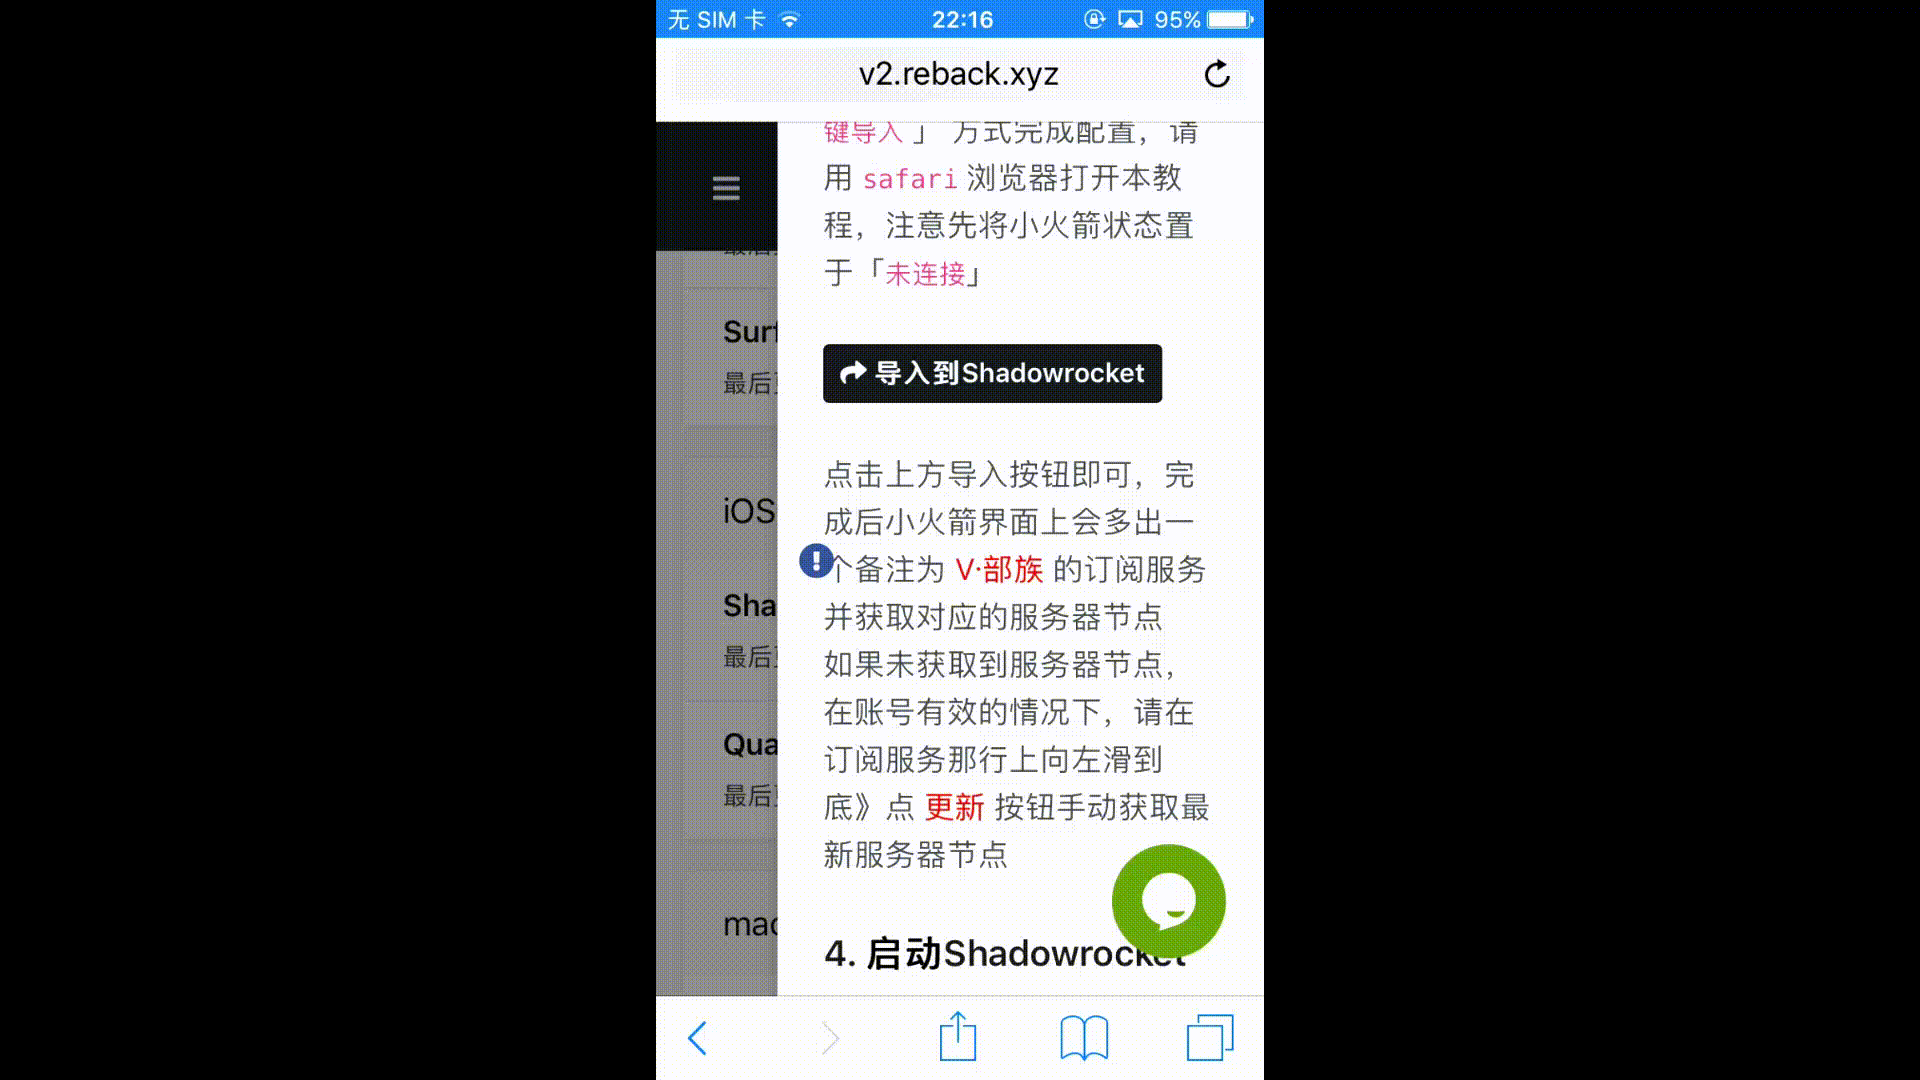 无 SIM 卡
22:16
95%
v2.reback.xyz
键导入」 方式完成配置，请
用 safari 浏览器打开本教
程，注意先将小火箭状态置
于「未连接」
导入到Shadowrocket
点击上方导入按钮即可，完
成后小火箭界面上会多出一
个备注为 V·部族 的订阅服务
并获取对应的服务器节点
如果未获取到服务器节点，
在账号有效的情况下，请在
订阅服务那行上向左滑到
底》点 更新 按钮手动获取最
新服务器节点
4. 启动Shadowrocket
Surf
最后
iOS
Sha
最后
Qua
最后
mac